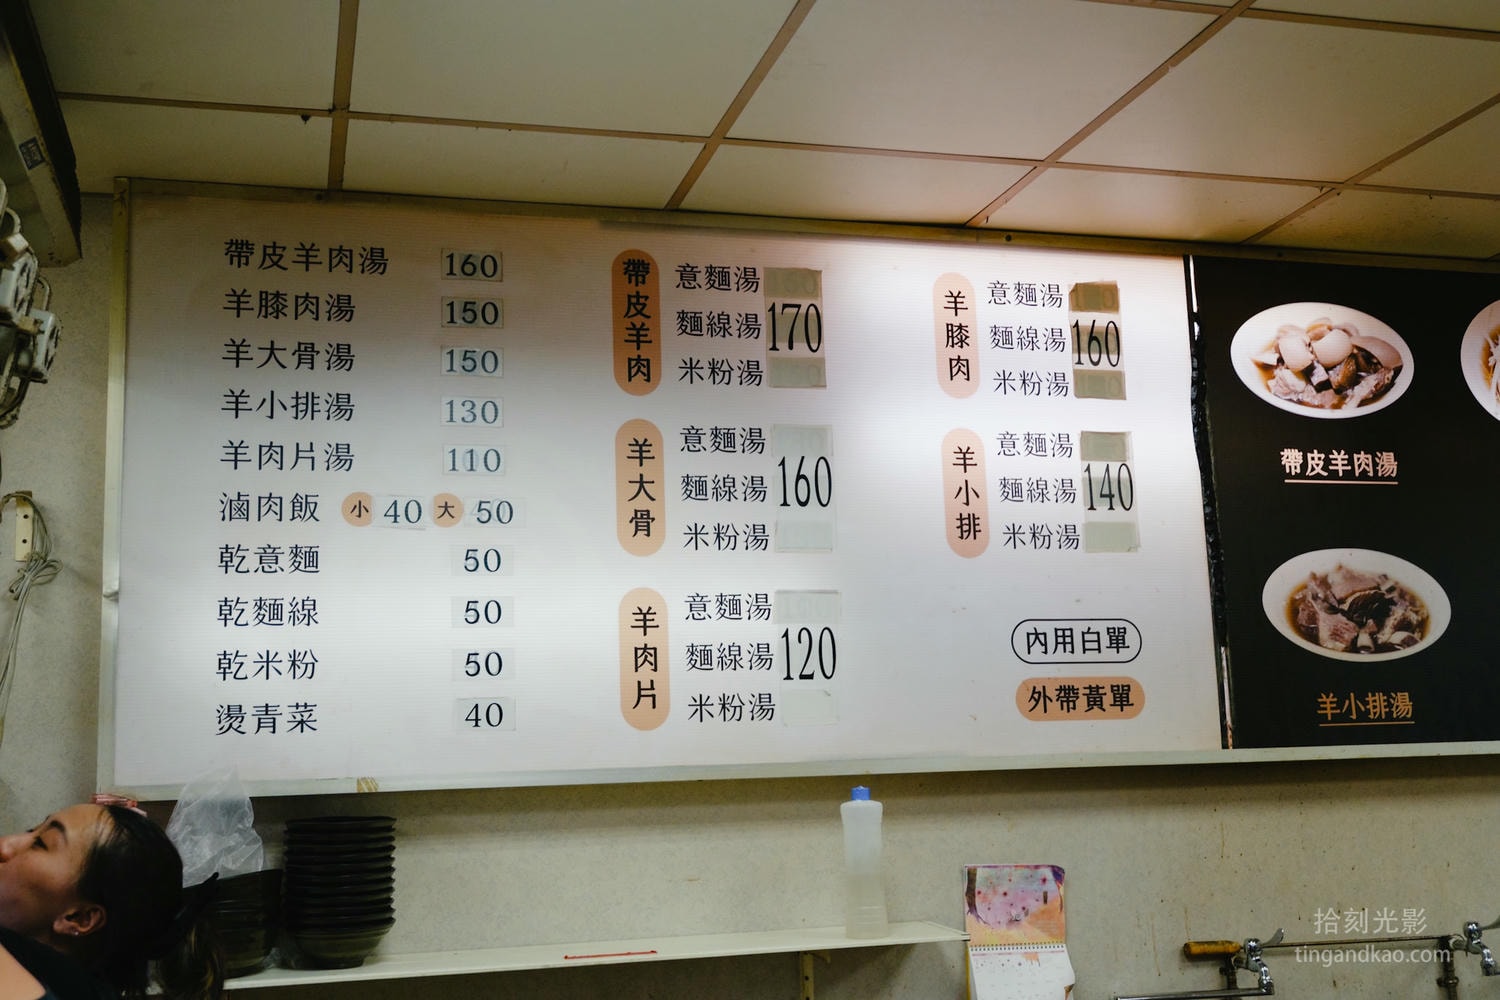 帶皮羊肉湯 160
羊膝肉湯 150
羊大骨湯 150
羊小排湯 130
羊肉片湯 110
滷肉飯 小 40 大 50
乾意麵 50
乾麵線 50
乾米粉 50
燙青菜 40
帶皮羊肉
意麵湯
麵線湯 170
米粉湯
羊大骨
意麵湯
麵線湯 160
米粉湯
羊肉片
意麵湯
麵線湯 120
米粉湯
羊膝肉
意麵湯
麵線湯 160
米粉湯
羊小排
意麵湯
麵線湯 140
米粉湯
內用白單
外帶黃單
帶皮羊肉湯
羊小排湯
拾刻光影
tingandkao.com